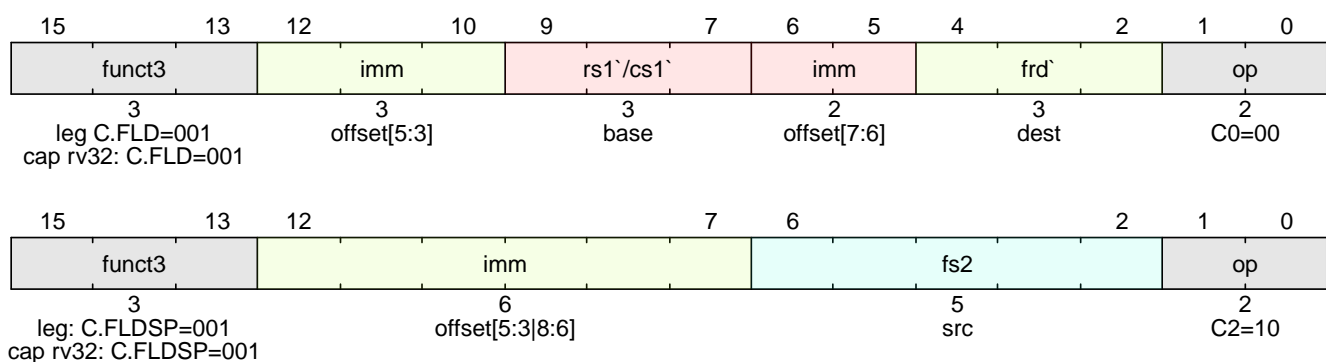 15 13 12 10 9 7 6 5 4 2 1 0
funct3 imm rs1`/cs1` imm frd` op
3 3 3 2 3 2
leg C.FLD=001 offset[5:3] base offset[7:6] dest C0=00
cap rv32: C.FLD=001
15 13 12 7 6 2 1 0
funct3 imm fs2 op
3 6 5 2
leg: C.FLDSP=001 offset[5:3|8:6] src C2=10
cap rv32: C.FLDSP=001